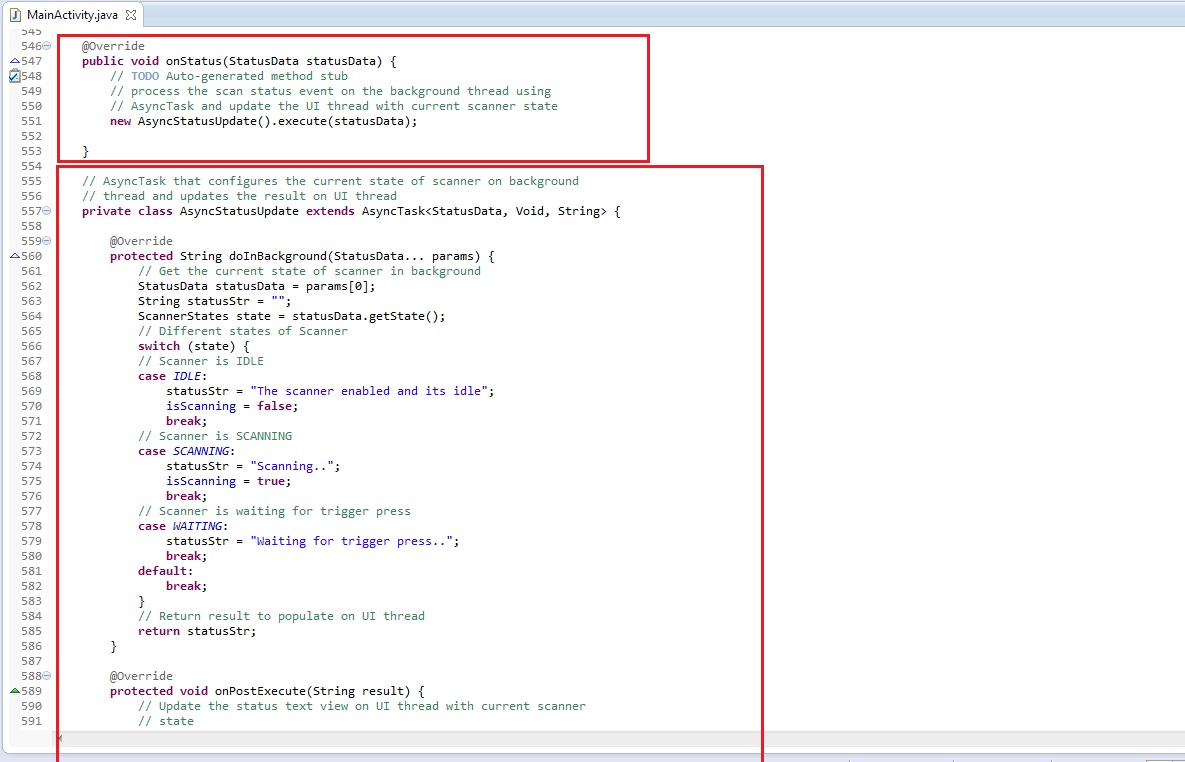 MainActivity.java
545
546 @Override
547 public void onStatus(StatusData statusData) {
548 // TODO Auto-generated method stub
549 // process the scan status event on the background thread using
550 // AsyncTask and update the UI thread with current scanner state
551 new AsyncStatusUpdate().execute(statusData);
552
553 }
554
555 // AsyncTask that configures the current state of scanner on background
556 // thread and updates the result on UI thread
557 private class AsyncStatusUpdate extends AsyncTask<StatusData, Void, String> {
558
559 @Override
560 protected String doInBackground(StatusData... params) {
561 // Get the current state of scanner in background
562 StatusData statusData = params[0];
563 String statusStr = "";
564 ScannerStates state = statusData.getState();
565 // Different states of Scanner
566 switch (state) {
567 // Scanner is IDLE
568 case IDLE:
569 statusStr = "The scanner enabled and its idle";
570 isScanning = false;
571 break;
572 // Scanner is SCANNING
573 case SCANNING:
574 statusStr = "Scanning..";
575 isScanning = true;
576 break;
577 // Scanner is waiting for trigger press
578 case WAITING:
579 statusStr = "Waiting for trigger press..";
580 break;
581 default:
582 break;
583 }
584 // Return result to populate on UI thread
585 return statusStr;
586 }
587
588 @Override
589 protected void onPostExecute(String result) {
590 // Update the status text view on UI thread with current scanner
591 // state